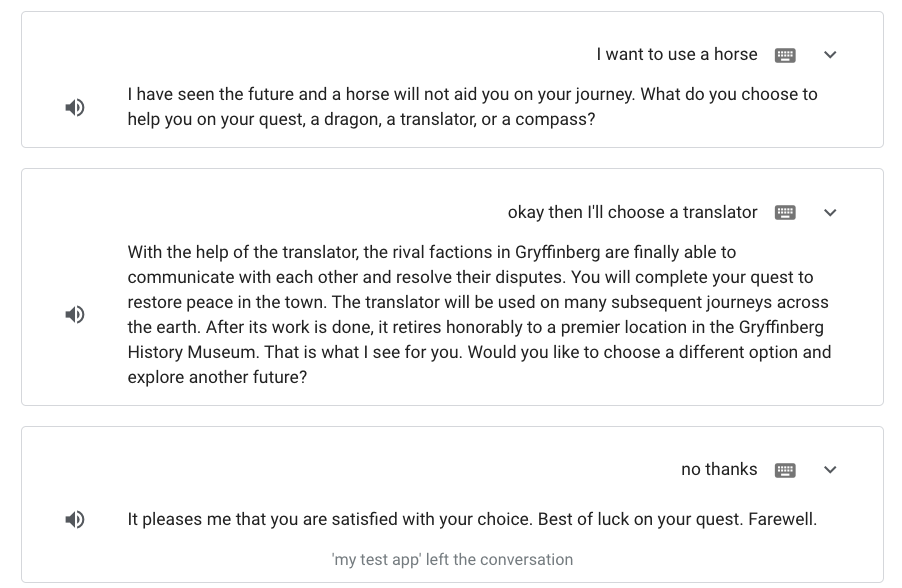 I want to use a horse
I have seen the future and a horse will not aid you on your journey. What do you choose to
help you on your quest, a dragon, a translator, or a compass?
okay then I'll choose a translator
With the help of the translator, the rival factions in Gryffinberg are finally able to
communicate with each other and resolve their disputes. You will complete your quest to
restore peace in the town. The translator will be used on many subsequent journeys across
the earth. After its work is done, it retires honorably to a premier location in the Gryffinberg
History Museum. That is what I see for you. Would you like to choose a different option and
explore another future?
no thanks
It pleases me that you are satisfied with your choice. Best of luck on your quest. Farewell.
'my test app' left the conversation